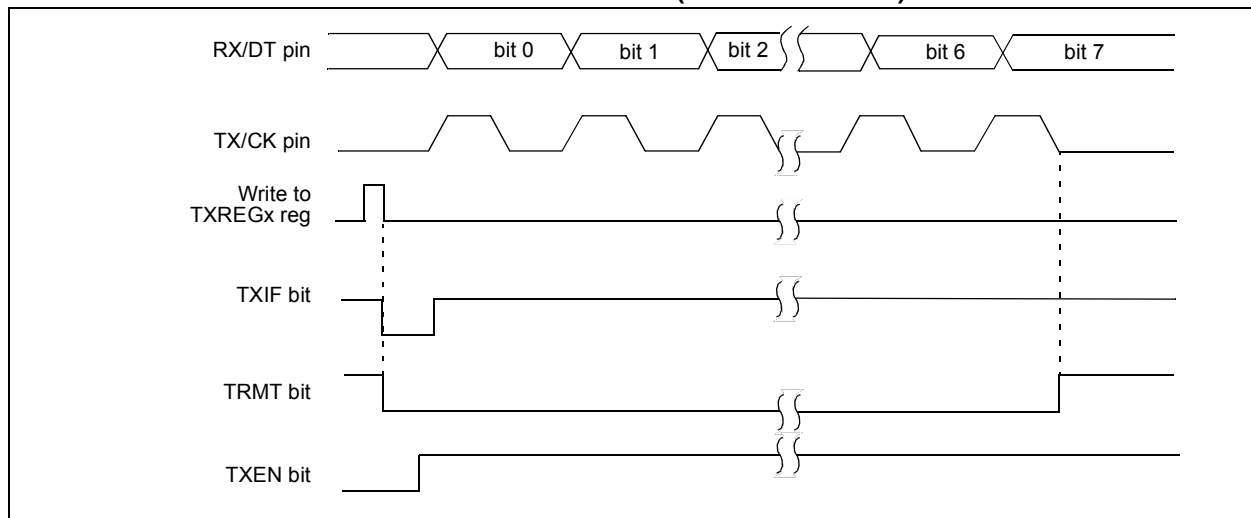 RX/DT pin
bit 0
bit 1
bit 2
bit 6
bit 7
TX/CK pin
Write to
TXREGx reg
TXIF bit
TRMT bit
TXEN bit